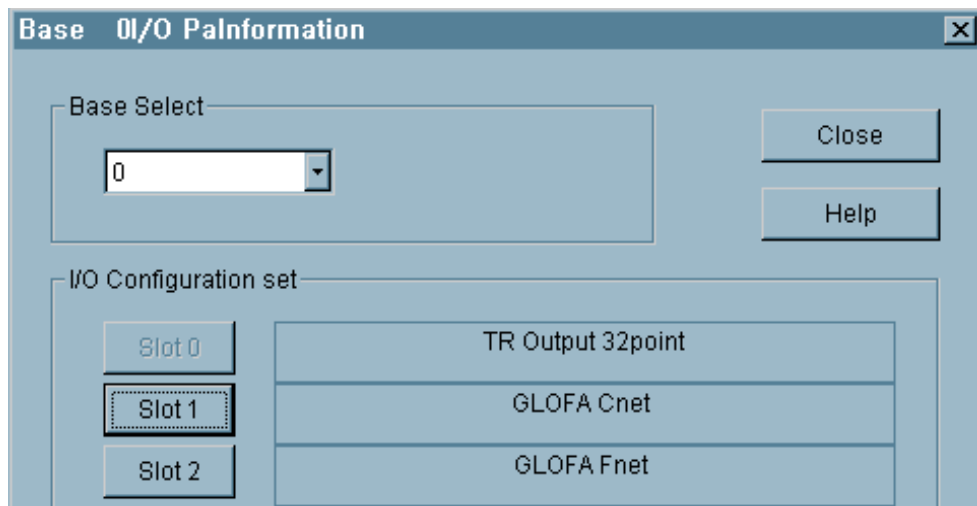 Base 0I/O PaInformation
Base Select
0
Close
Help
I/O Configuration set
Slot 0
TR Output 32point
Slot 1
GLOFA Cnet
Slot 2
GLOFA Fnet